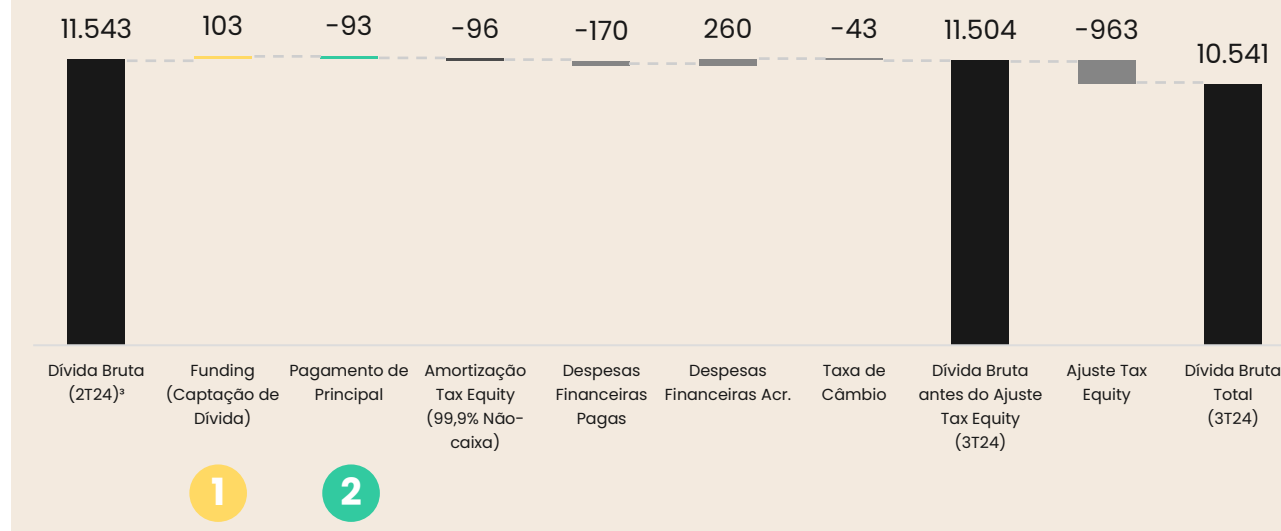 11.543
103
-93
-96
-170
260
-43
11.504
-963
10.541
Dívida Bruta
(2T24)³
Funding
(Captação de
Dívida)
Pagamento de
Principal
Amortização
Tax Equity
(99,9% Não-
caixa)
Despesas
Financeiras
Pagas
Despesas
Financeiras Acr.
Taxa de
Câmbio
Dívida Bruta
antes do Ajuste
Tax Equity
(3T24)
Ajuste Tax
Equity
Dívida Bruta
Total
(3T24)
1
2